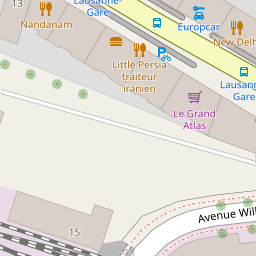 13
Lausanne-
Gare
Nandanam
Europcar
New Delh
Little Persia
traiteur
iranien
Lausanne
Gare
Le Grand
Atlas
Avenue Will
15